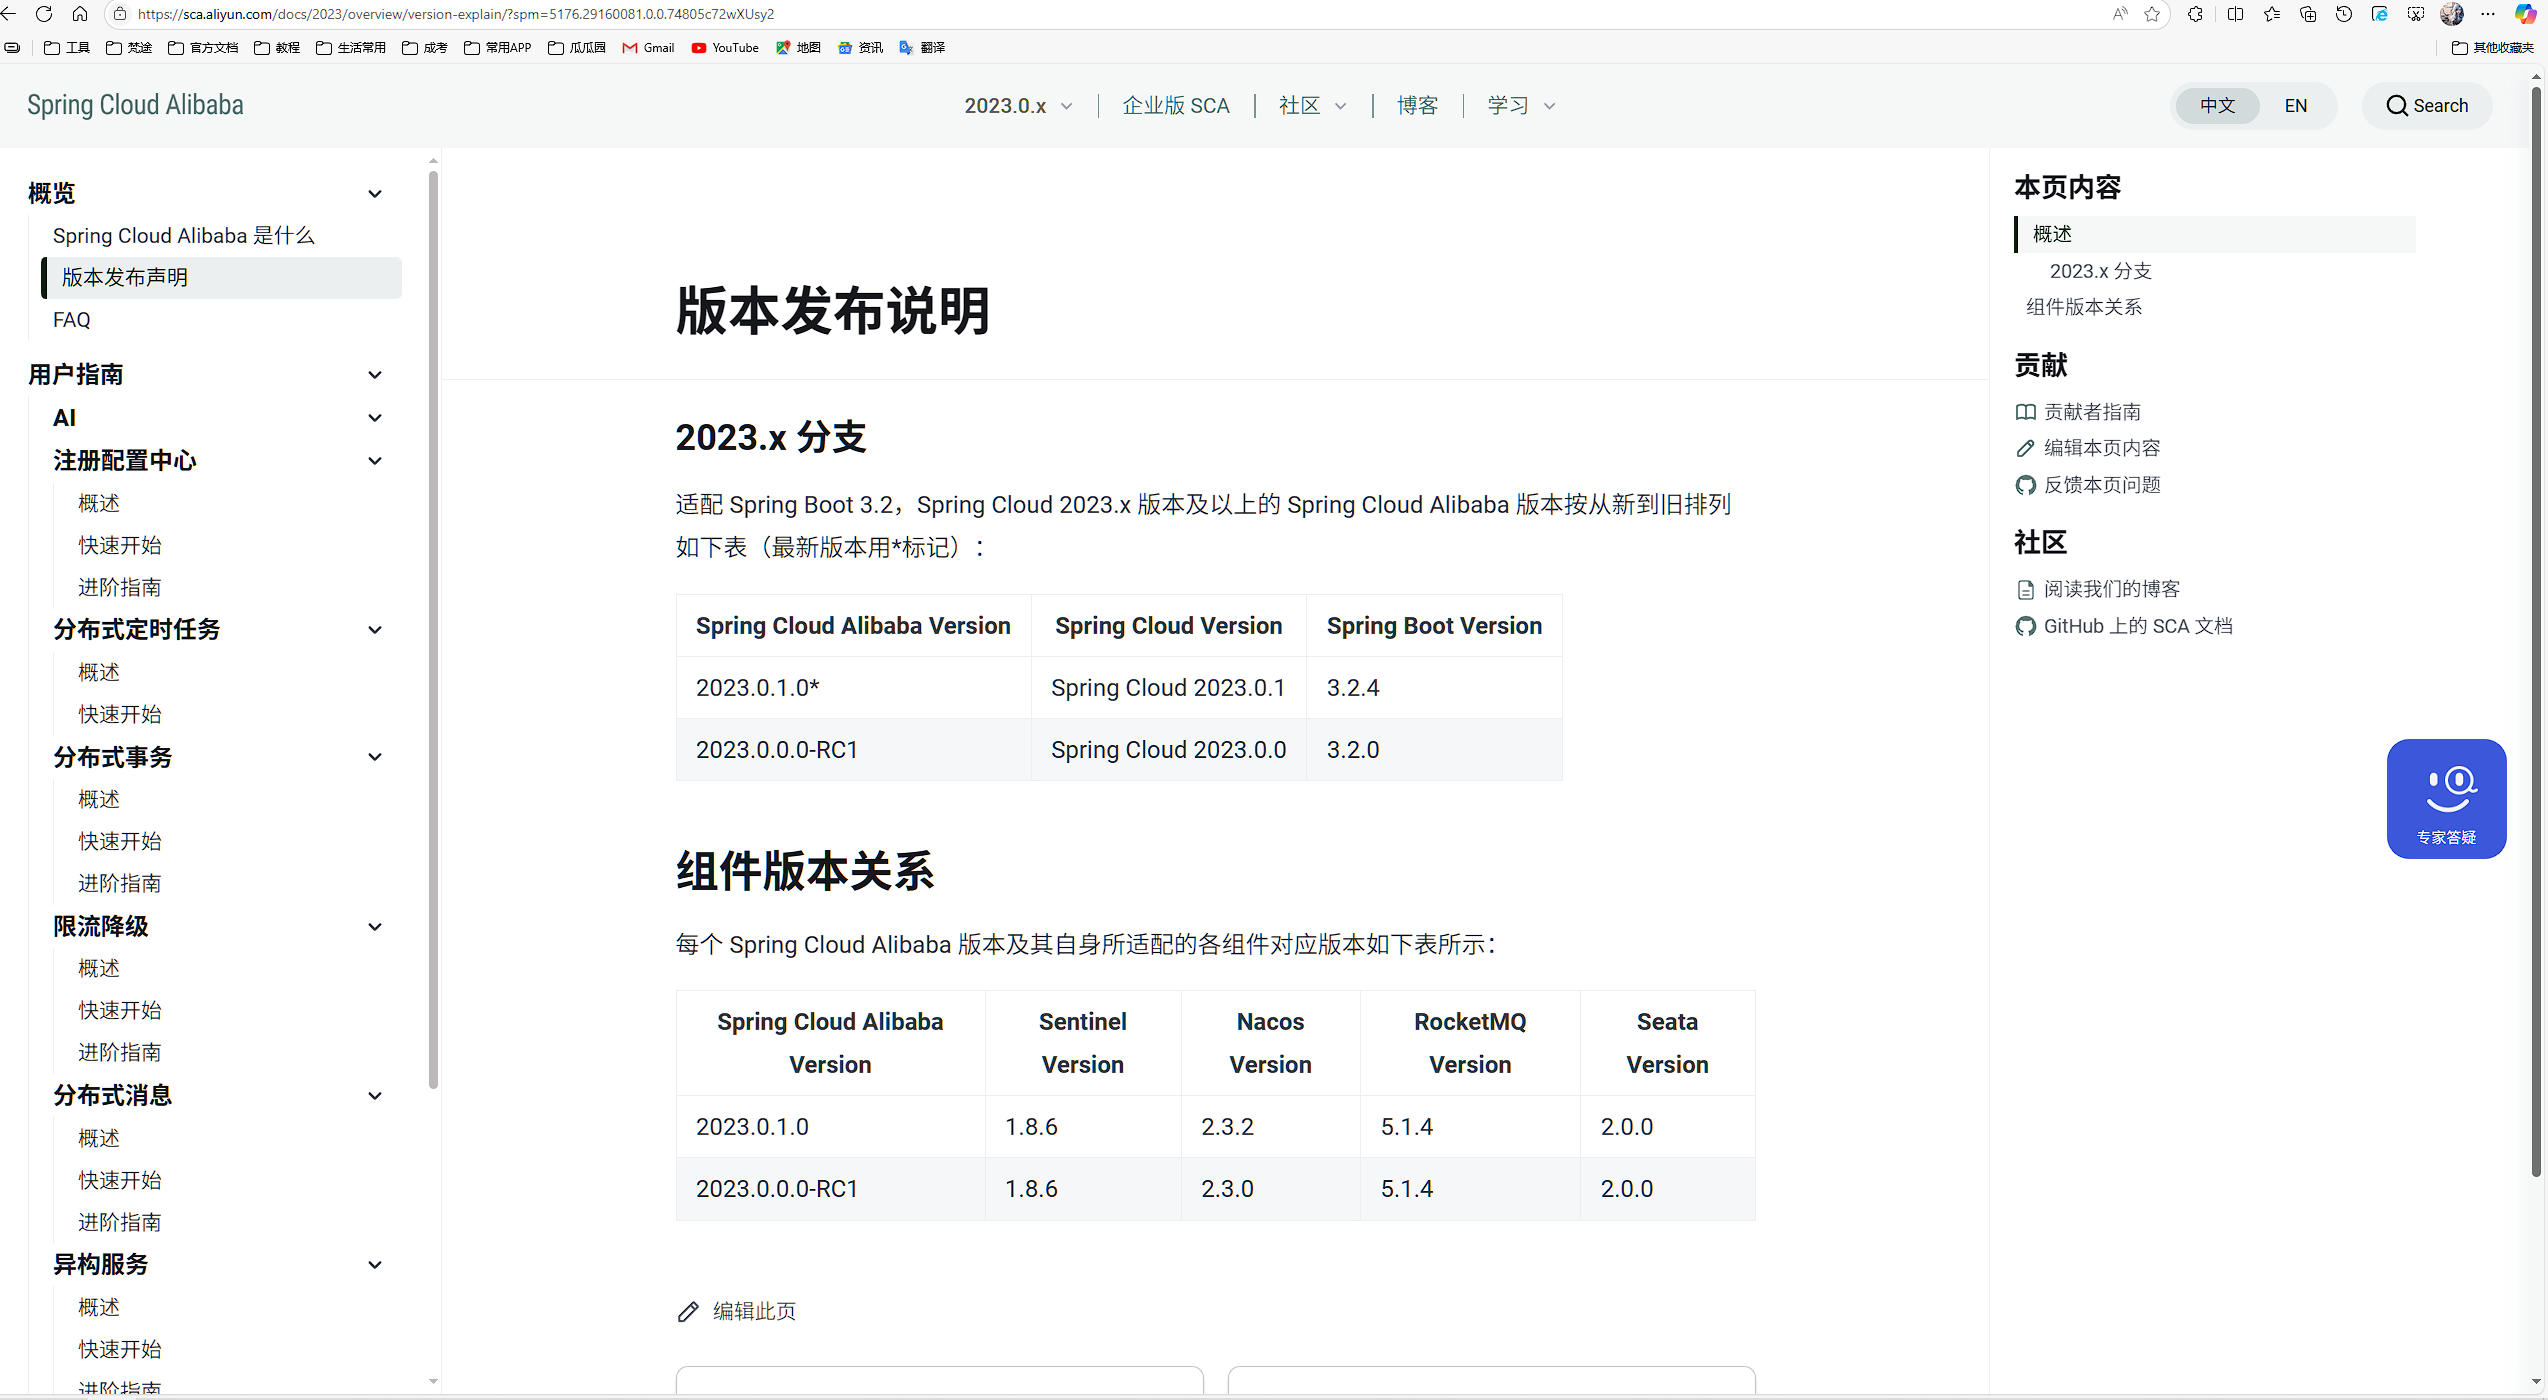 https://sca.aliyun.com/docs/2023/overview/version-explain/?spm=5176.29160081.0.0.74805c72wXUsy2
工具 梵途 官方文档 教程 生活常用 成考 常用APP 瓜瓜园 Gmail YouTube 地图 资讯 翻译 其他收藏夹
Spring Cloud Alibaba 2023.0.x 企业版 SCA 社区 博客 学习 中文 EN Search
概览
Spring Cloud Alibaba 是什么
版本发布声明
FAQ
用户指南
AI
注册配置中心
概述
快速开始
进阶指南
分布式定时任务
概述
快速开始
分布式事务
概述
快速开始
进阶指南
限流降级
概述
快速开始
进阶指南
分布式消息
概述
快速开始
进阶指南
异构服务
概述
快速开始
进阶指南
版本发布说明
2023.x 分支
适配 Spring Boot 3.2，Spring Cloud 2023.x 版本及以上的 Spring Cloud Alibaba 版本按从新到旧排列
如下表（最新版本用*标记）：
Spring Cloud Alibaba Version Spring Cloud Version Spring Boot Version
2023.0.1.0* Spring Cloud 2023.0.1 3.2.4
2023.0.0.0-RC1 Spring Cloud 2023.0.0 3.2.0
组件版本关系
每个 Spring Cloud Alibaba 版本及其自身所适配的各组件对应版本如下表所示：
Spring Cloud Alibaba Sentinel Nacos RocketMQ Seata
Version Version Version Version Version
2023.0.1.0 1.8.6 2.3.2 5.1.4 2.0.0
2023.0.0.0-RC1 1.8.6 2.3.0 5.1.4 2.0.0
编辑此页
本页内容
概述
2023.x 分支
组件版本关系
贡献
贡献者指南
编辑本页内容
反馈本页问题
社区
阅读我们的博客
GitHub 上的 SCA 文档
专家答疑